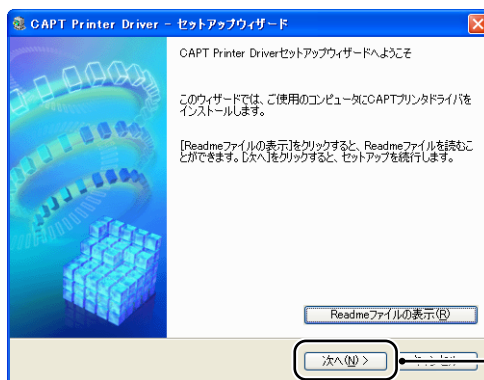 CAPT Printer Driver - セットアップウィザード
CAPT Printer Driverセットアップウィザードへようこそ
このウィザードでは、ご使用のコンピュータにCAPTプリンタドライバを
インストールします。
[Readmeファイルの表示]をクリックすると、Readmeファイルを読むこ
とができます。[次へ]をクリックすると、セットアップを続行します。
Readmeファイルの表示(R)
次へ(N) >